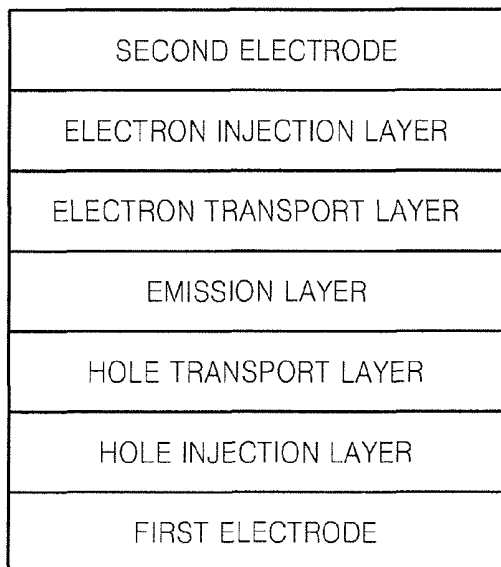 SECOND ELECTRODE
ELECTRON INJECTION LAYER
ELECTRON TRANSPORT LAYER
EMISSION LAYER
HOLE TRANSPORT LAYER
HOLE INJECTION LAYER
FIRST ELECTRODE